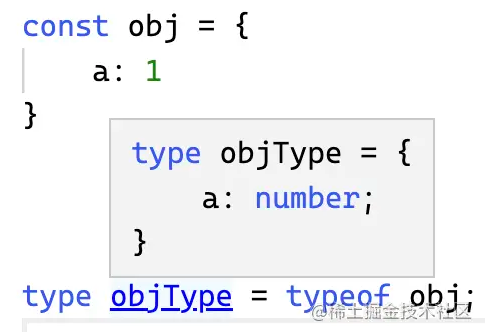 const obj = {
    a: 1
}
type objType = {
    a: number;
}
type objType = typeof obj;
@稀土掘金技术社区